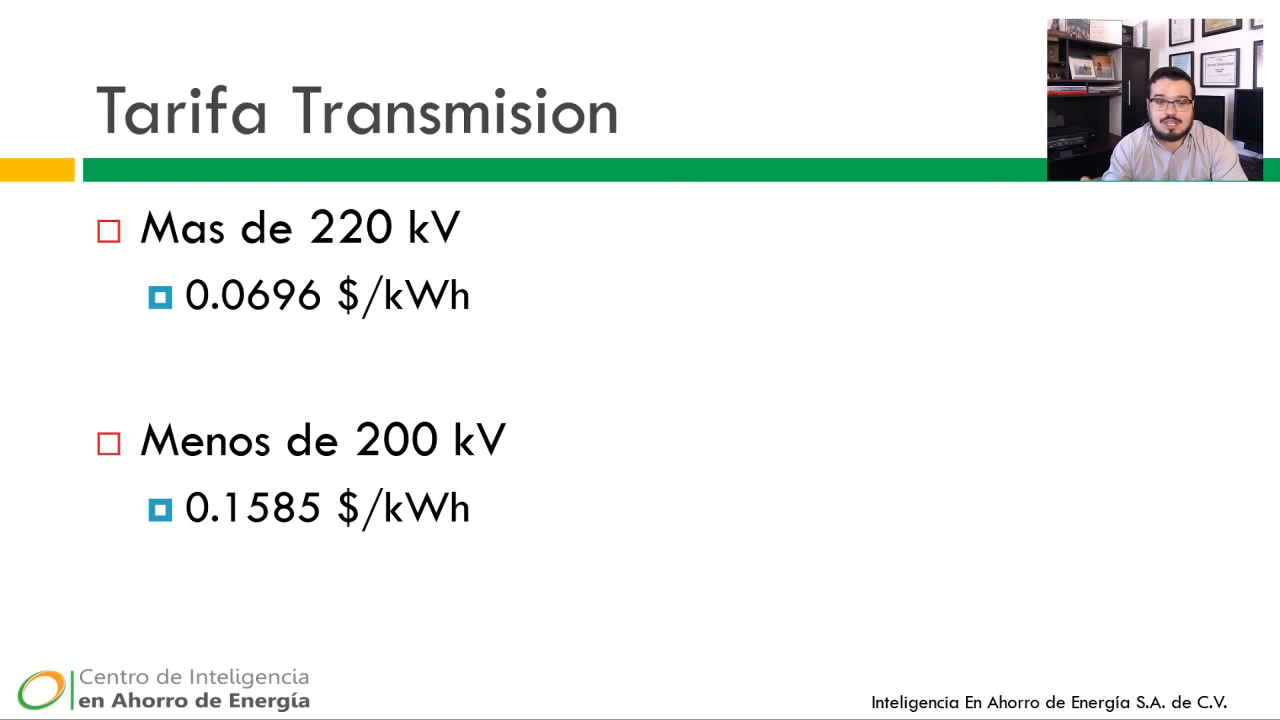 Tarifa Transmision
Mas de 220 kV
0.0696 $/kWh
Menos de 200 kV
0.1585 $/kWh
Centro de Inteligencia
en Ahorro de Energía
Inteligencia En Ahorro de Energía S.A. de C.V.